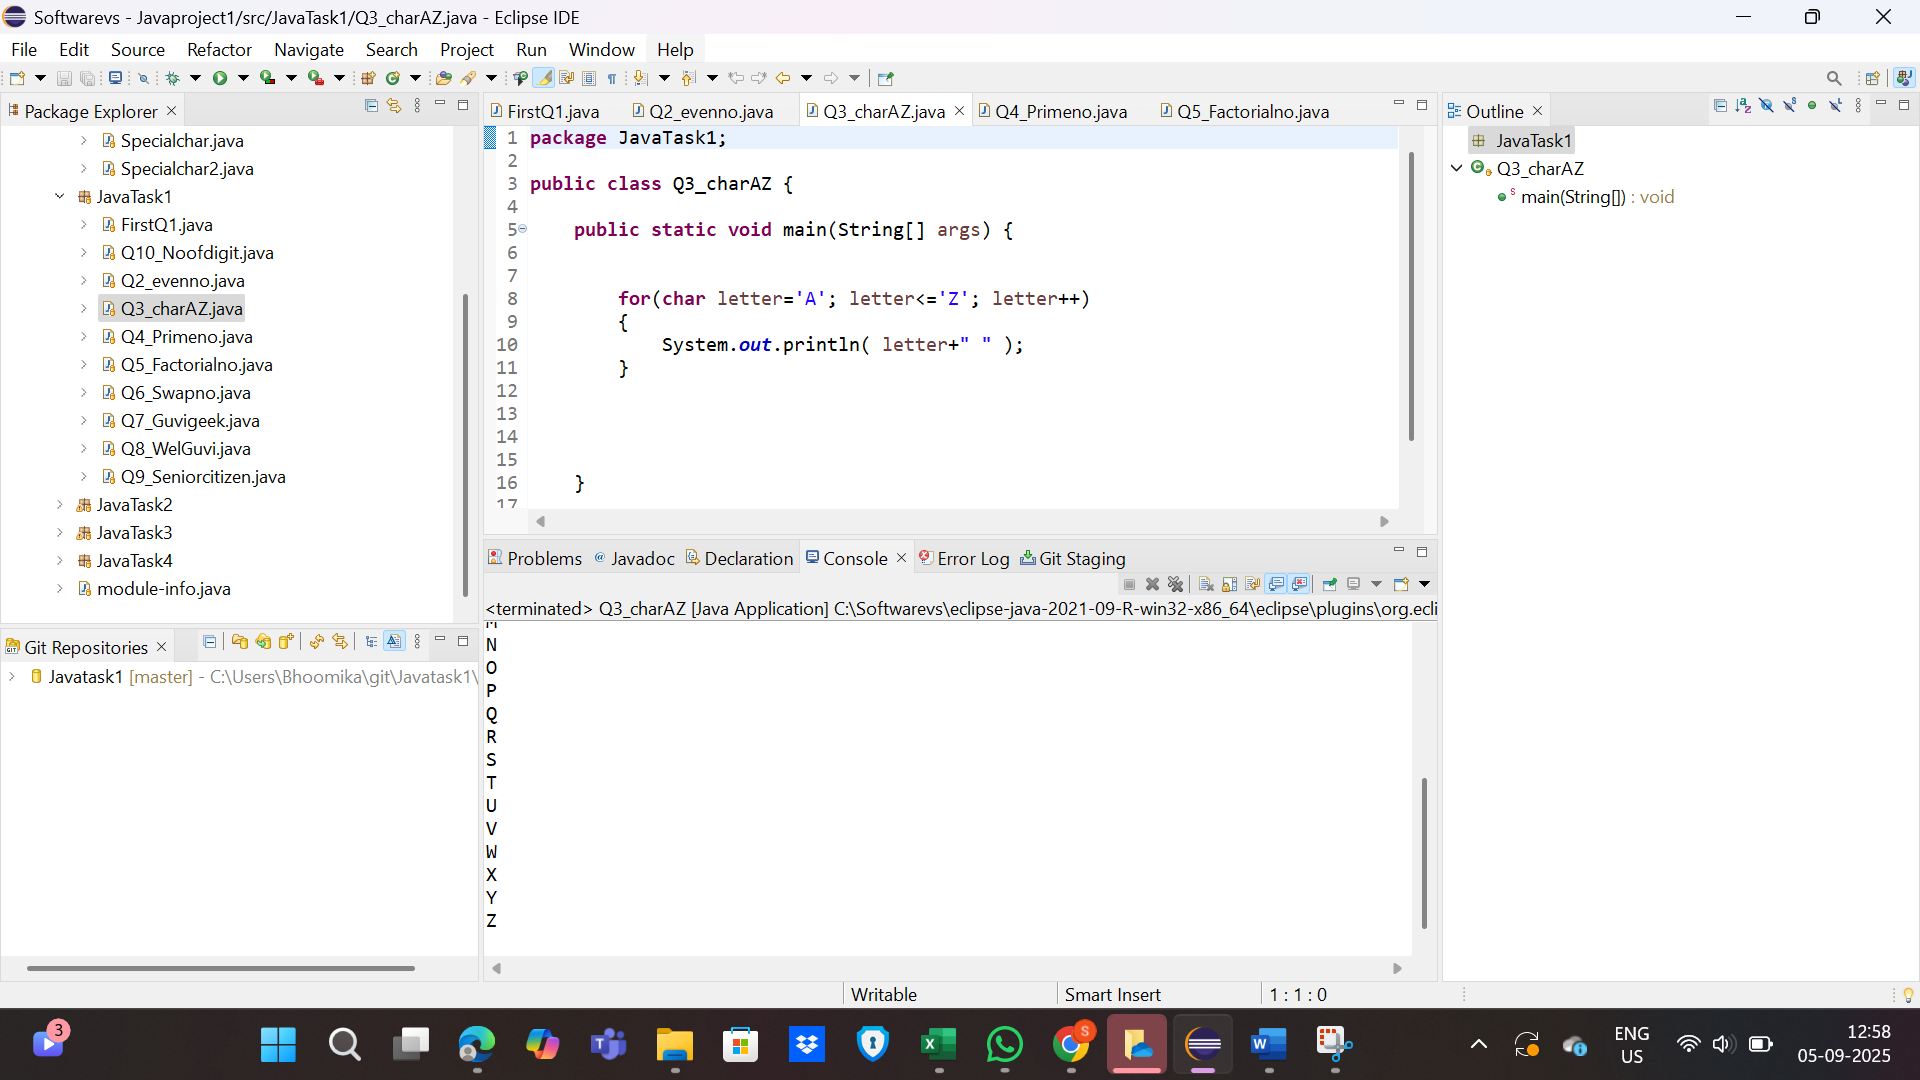 Softwarevs - Javaproject1/src/JavaTask1/Q3_charAZ.java - Eclipse IDE
File Edit Source Refactor Navigate Search Project Run Window Help
Package Explorer
Specialchar.java
Specialchar2.java
JavaTask1
FirstQ1.java
Q10_Noofdigit.java
Q2_evenno.java
Q3_charAZ.java
Q4_Primeno.java
Q5_Factorialno.java
Q6_Swapno.java
Q7_Guvigeek.java
Q8_WelGuvi.java
Q9_Seniorcitizen.java
JavaTask2
JavaTask3
JavaTask4
module-info.java
Git Repositories
Javatask1 [master] - C:\Users\Bhoomika\git\Javatask1\
FirstQ1.java Q2_evenno.java Q3_charAZ.java Q4_Primeno.java Q5_Factorialno.java
1 package JavaTask1;
2
3 public class Q3_charAZ {
4
5 public static void main(String[] args) {
6
7
8 for(char letter='A'; letter<='Z'; letter++)
9 {
10 System.out.println( letter+" " );
11 }
12
13
14
15
16 }
17
Problems Javadoc Declaration Console Error Log Git Staging
<terminated> Q3_charAZ [Java Application] C:\Softwarevs\eclipse-java-2021-09-R-win32-x86_64\eclipse\plugins\org.ecli
M
N
O
P
Q
R
S
T
U
V
W
X
Y
Z
Outline
JavaTask1
Q3_charAZ
main(String[]) : void
Writable Smart Insert 1 : 1 : 0
3
S
ENG
US
12:58
05-09-2025